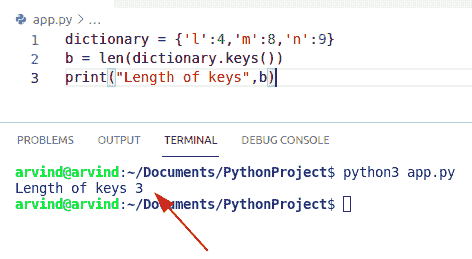 app.py > ...
1 dictionary = {'l':4,'m':8,'n':9}
2 b = len(dictionary.keys())
3 print("Length of keys",b)
PROBLEMS OUTPUT TERMINAL DEBUG CONSOLE
arvind@arvind:~/Documents/PythonProject$ python3 app.py
Length of keys 3
arvind@arvind:~/Documents/PythonProject$